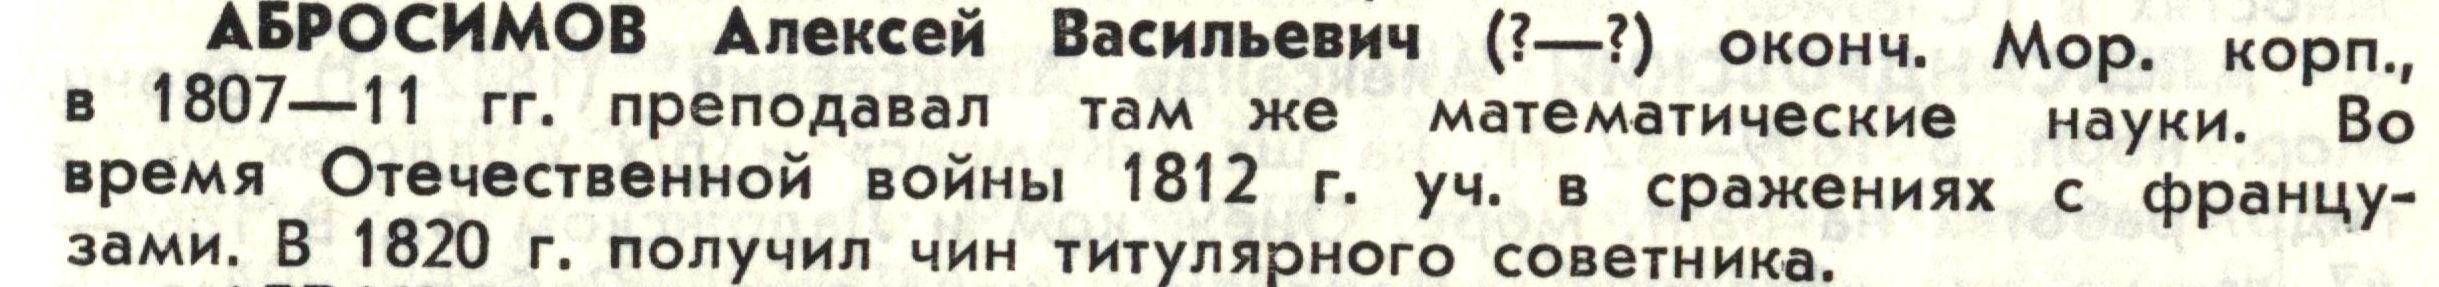 АБРОСИМОВ Алексей Васильевич (?—?) оконч. Мор. корп.,
в 1807—11 гг. преподавал там же математические науки. Во
время Отечественной войны 1812 г. уч. в сражениях с францу-
зами. В 1820 г. получил чин титулярного советника.